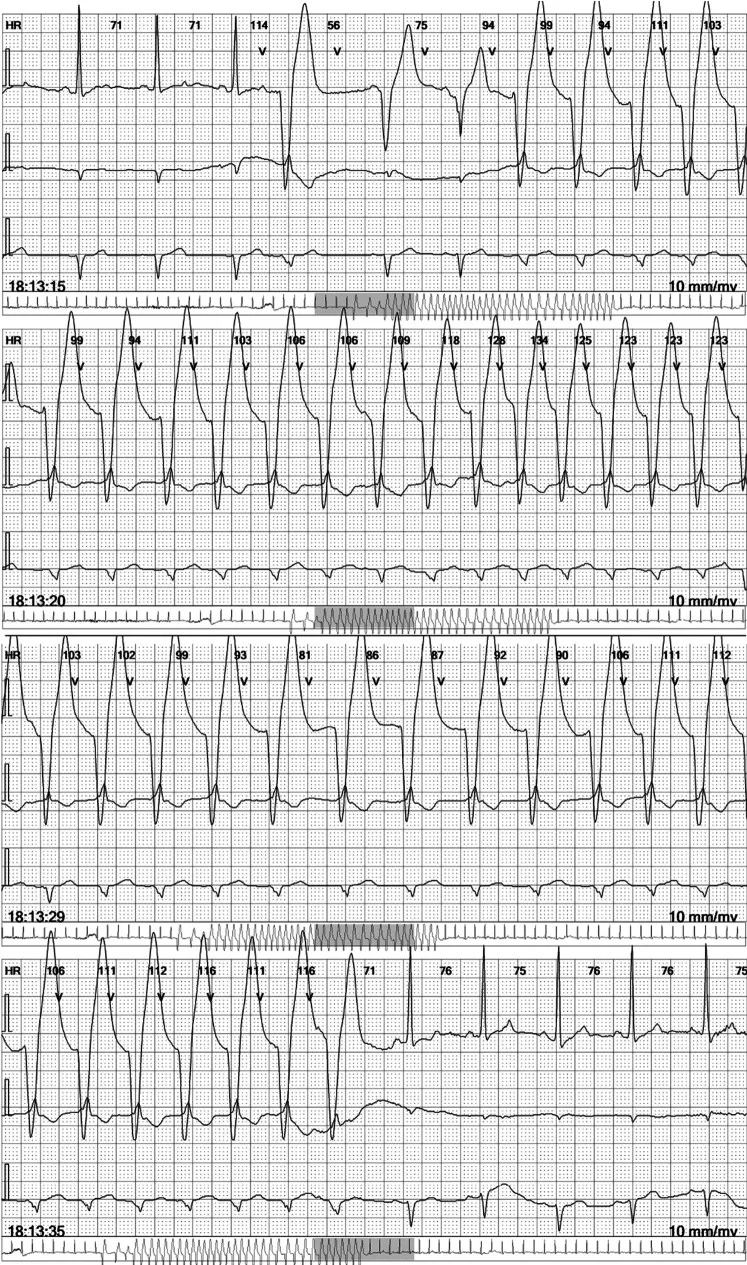 HR 71 71 114 56 75 94 99 94 111 103
V V V V V V V V
18:13:15 10 mm/mv
HR 99 94 111 103 106 106 109 118 128 134 125 123 123 123
V V V V V V V V V V V V V V
18:13:20 10 mm/mv
HR 103 102 99 93 81 86 87 92 90 106 111 112
V V V V V V V V V V V V
18:13:29 10 mm/mv
HR 106 111 112 116 111 116 71 76 75 76 76 75
V V V V V V
18:13:35 10 mm/mv